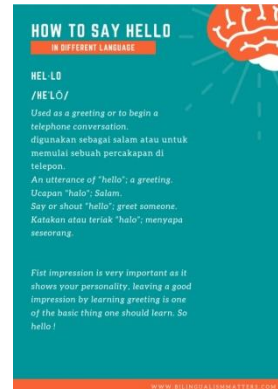 HOW TO SAY HELLO
IN DIFFERENT LANGUAGE
HEL·LO
/HE'LŌ/
Used as a greeting or to begin a
telephone conversation.
digunakan sebagai salam atau untuk
memulai sebuah percakapan di
telepon.
An utterance of "hello"; a greeting.
Ucapan "halo"; Salam.
Say or shout "hello"; greet someone.
Katakan atau teriak "halo"; menyapa
seseorang.
Fist impression is very important as it
shows your personality, leaving a good
impression by learning greeting is one
of the basic thing one should learn. So
hello !
WWW.BILINGUALISMMATTERS.COM